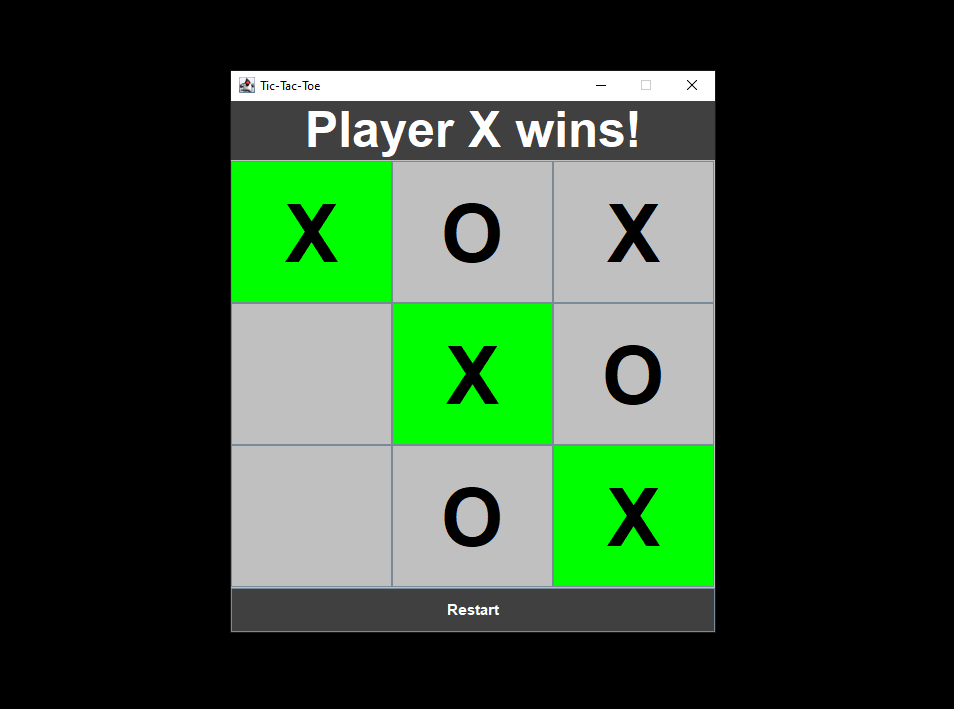 Tic-Tac-Toe
Player X wins!
X O X
X O
O X
Restart